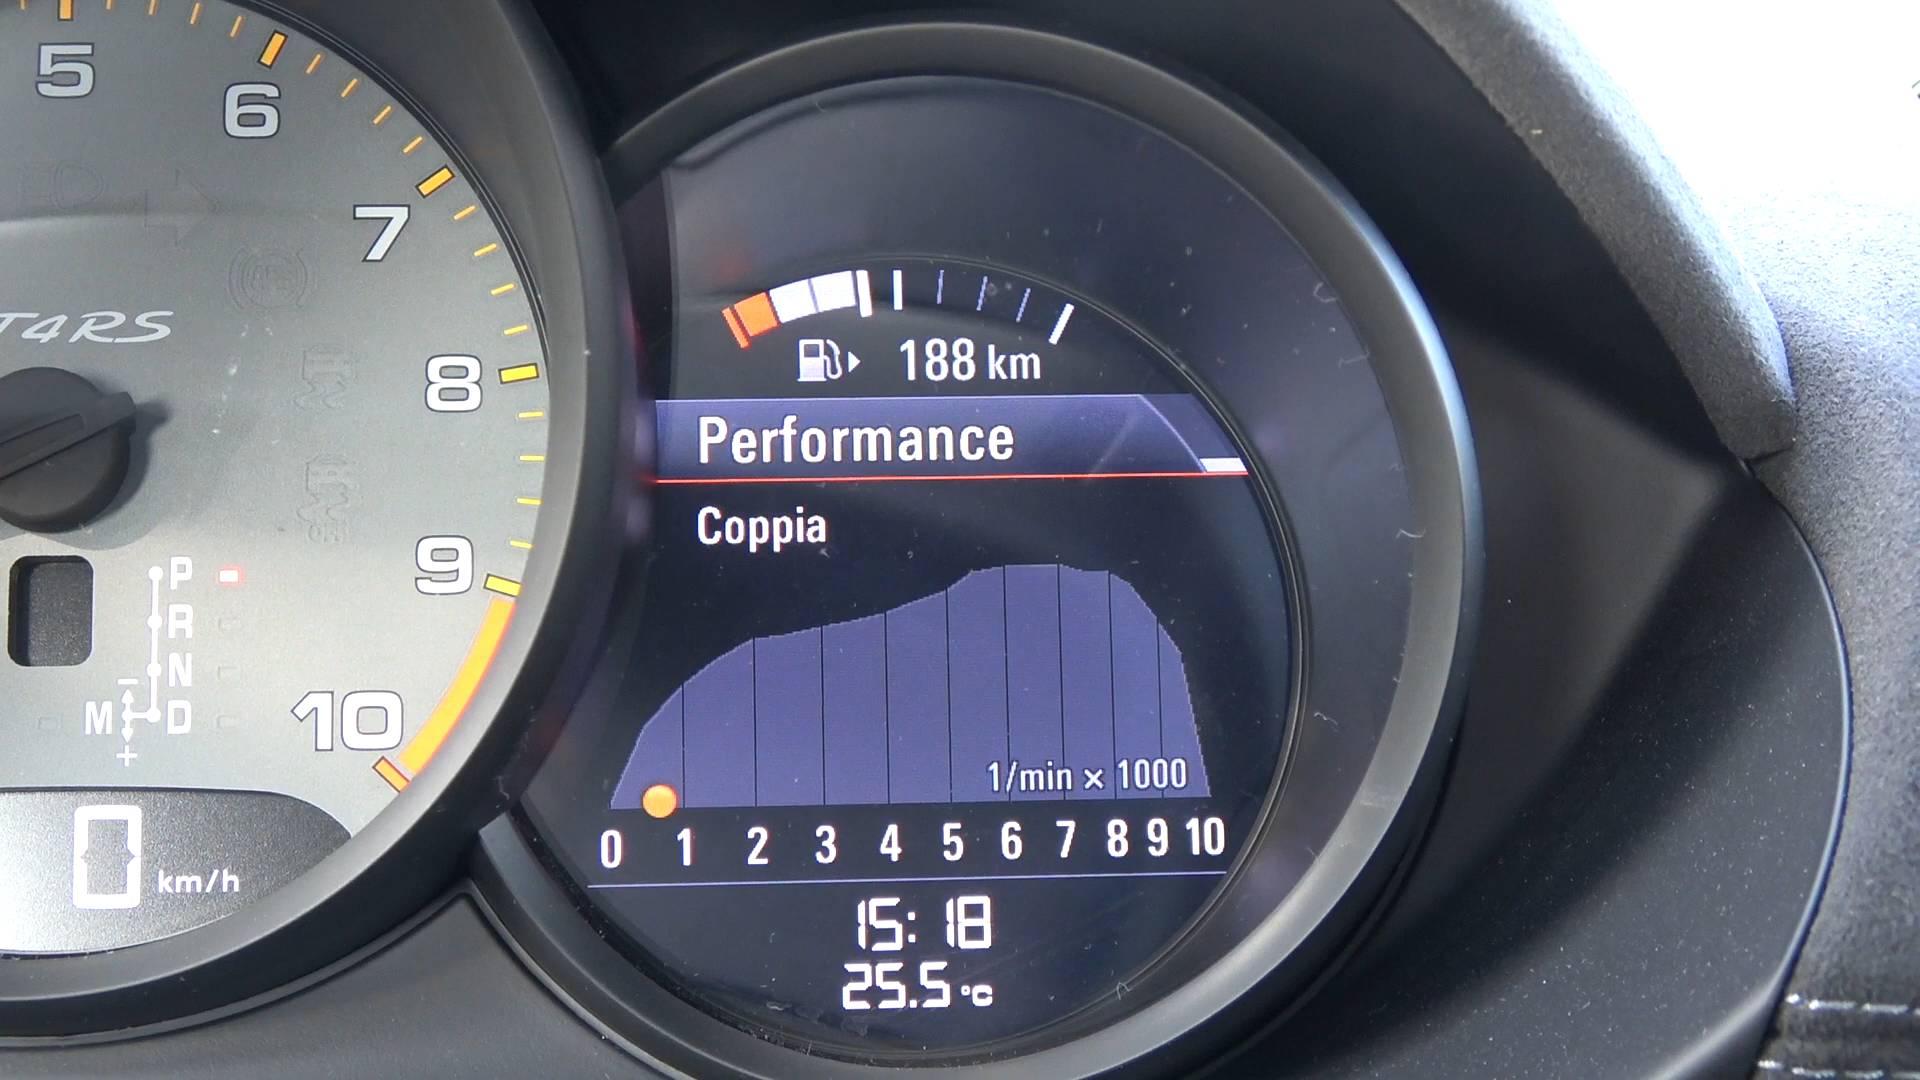 5
6
7
T4RS
8
9
10
P
R
N
M D
−
+
0 km/h
188 km
Performance
Coppia
1/min × 1000
0 1 2 3 4 5 6 7 8 9 10
15:18
25.5 °C